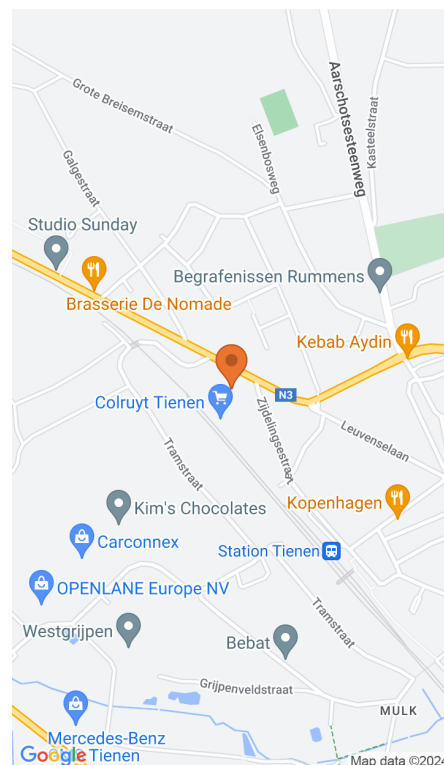 Grote Breisemstraat
Galgestraat
Elsenbosweg
Aarschotsesteenweg
Kasteelstraat
Studio Sunday
Brasserie De Nomade
Begrafenissen Rummens
Kebab Aydin
N3
Colruyt Tienen
Zijdelingsestraat
Leuvenselaan
Tramstraat
Kim's Chocolates
Kopenhagen
Carconnex
Station Tienen
OPENLANE Europe NV
Westgrijpen
Bebat
Tramstraat
Grijpenveldstraat
MULK
Mercedes-Benz
Tienen
Google
Map data ©2024